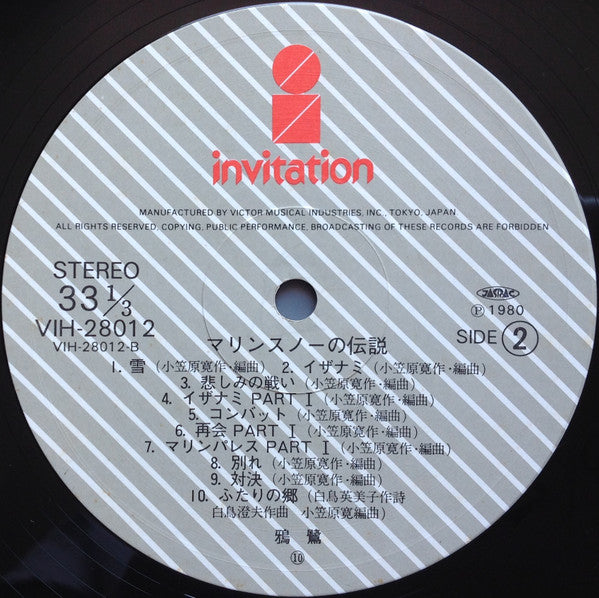 invitation
MANUFACTURED BY VICTOR MUSICAL INDUSTRIES, INC., TOKYO, JAPAN
ALL RIGHTS RESERVED, COPYING, PUBLIC PERFORMANCE, BROADCASTING OF THESE RECORDS ARE FORBIDDEN
STEREO
33 1/3
VIH-28012
VIH-28012-B
JASRAC
Ⓟ 1980
SIDE ②
マリンスノーの伝説
1. 雪 (小笠原寛作・編曲) 2. イザナミ (小笠原寛作・編曲)
3. 悲しみの戦い (小笠原寛作・編曲)
4. イザナミ PART Ⅰ (小笠原寛作・編曲)
5. コンバット (小笠原寛作・編曲)
6. 再会 PART Ⅰ (小笠原寛作・編曲)
7. マリンパレス PART Ⅰ (小笠原寛作・編曲)
8. 別れ (小笠原寛作・編曲)
9. 対決 (小笠原寛作・編曲)
10. ふたりの郷 (白鳥英美子作詩
白鳥澄夫作曲 小笠原寛編曲)
鴉鷺
⑩